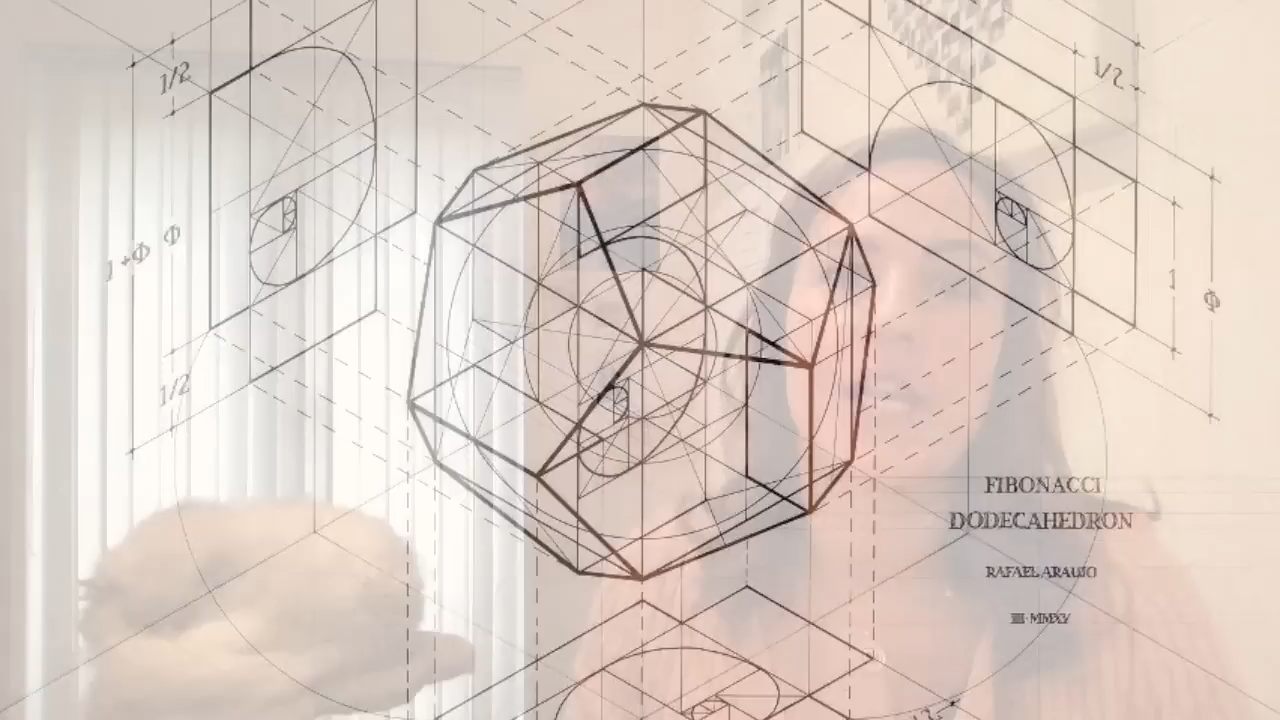 1/2
1/2
1+Φ
Φ
1
Φ
1/2
FIBONACCI
DODECAHEDRON
RAFAEL ARAUJO
III·MMXV